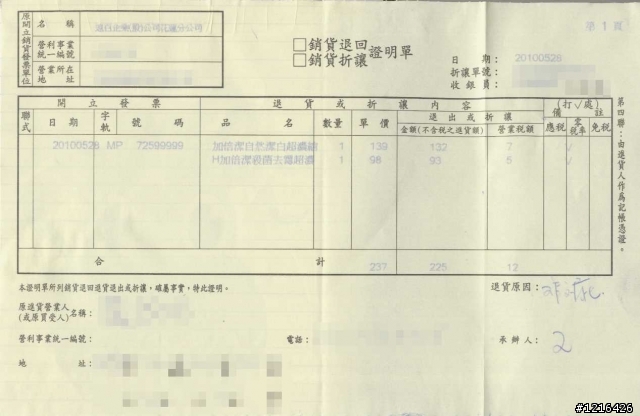 第 1 頁
原開立銷貨發票單位
名 稱
營利事業統一編號
營業所在地 址
□銷貨退回
□銷貨折讓
證明單
日 期： 20100528
折讓單號：
收銀員：
開立發票
退貨或折讓內容
(打√處)
備註
聯式
日期
字軌
號碼
品名
數量
單價
退出或折讓
金額(不含稅之進貨額)
營業稅額
應稅
零稅率
免稅
20100528 MP 72599999 1 139 132 7 √
1 98 93 5 √
合計 237 225 12
第四聯：由進貨人作為記帳憑證。
本證明單所列銷貨退回進貨退出或折讓，確屬事實，特此證明。
退貨原因：
原進貨營業人
(或原買受人)名稱：
營利事業統一編號：
電話：
承辦人： 2
地 址：
#1216426